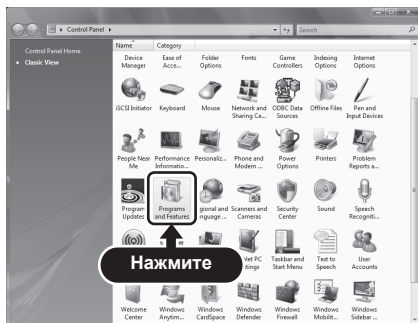 Control Panel
Search
Control Panel Home
Classic View
Name Category
Device Manager
Ease of Acce...
Folder Options
Fonts
Game Controllers
Indexing Options
Internet Options
iSCSI Initiator
Keyboard
Mouse
Network and Sharing Ce...
ODBC Data Sources
Offline Files
Pen and Input Devices
People Near Me
Performance Informatio...
Personaliz...
Phone and Modem ...
Power Options
Printers
Problem Reports a...
Program Updates
Programs and Features
egional and nguage ...
Scanners and Cameras
Security Center
Sound
Speech Recogniti...
Нажмите
let PC tings
Taskbar and Start Menu
Text to Speech
User Accounts
Welcome Center
Windows Anytim...
Windows CardSpace
Windows Defender
Windows Firewall
Windows Mobilit...
Windows Sidebar ...